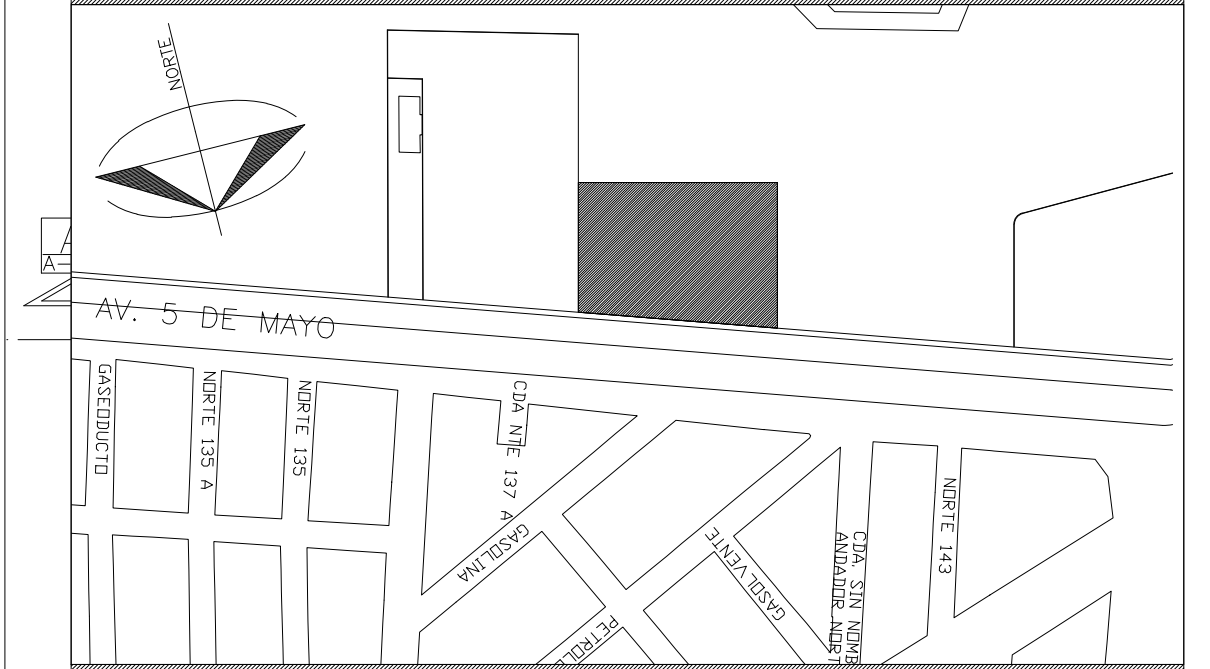 NORTE
A-
AV. 5 DE MAYO
GASEODUCTO
NORTE 135 A
NORTE 135
CDA NTE 137 A
GASOLINA
PETROL
GASOLVENTE
CDA. SIN NOMB
ANDADOR NORT
NORTE 143